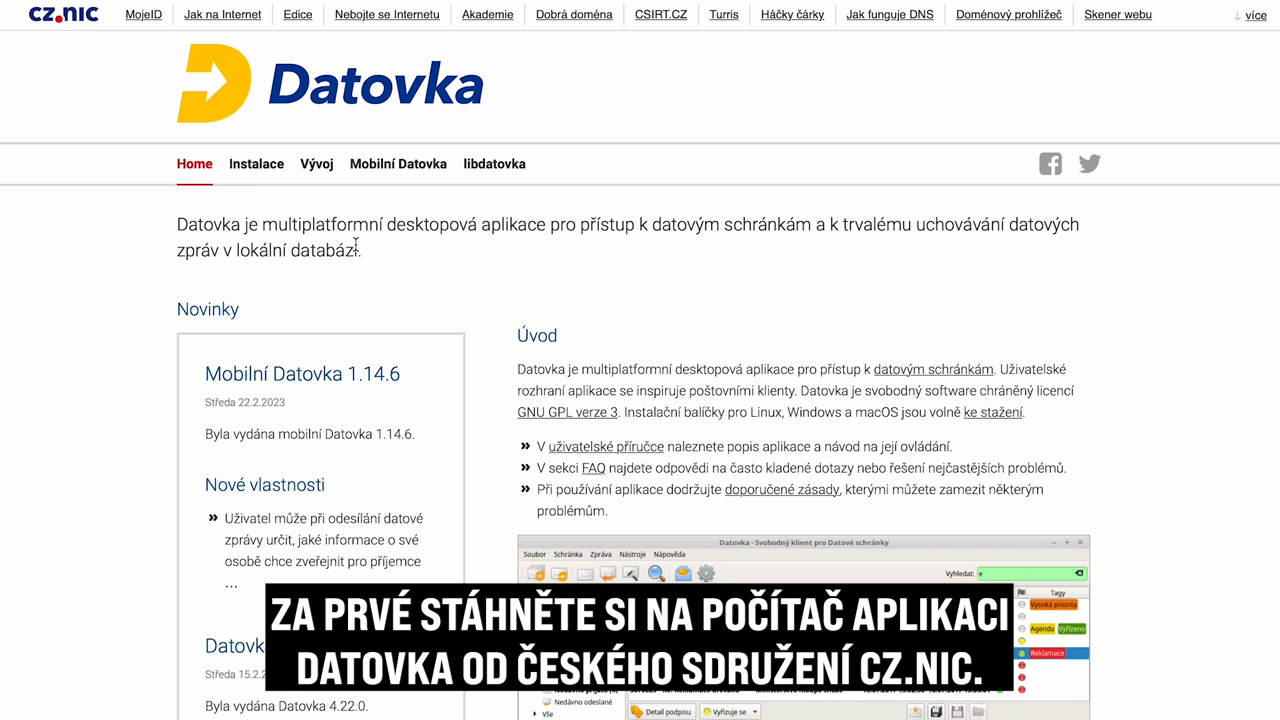 cz.nic MojeID Jak na Internet Edice Nebojte se Internetu Akademie Dobrá doména CSIRT.CZ Turris Háčky čárky Jak funguje DNS Doménový prohlížeč Skener webu ↓ více
Datovka
Home Instalace Vývoj Mobilní Datovka libdatovka
Datovka je multiplatformní desktopová aplikace pro přístup k datovým schránkám a k trvalému uchovávání datových
zpráv v lokální databázi.
Novinky
Mobilní Datovka 1.14.6
Středa 22.2.2023
Byla vydána mobilní Datovka 1.14.6.
Nové vlastnosti
» Uživatel může při odesílání datové
zprávy určit, jaké informace o své
osobě chce zveřejnit pro příjemce
...
Datovk
Středa 15.2.2
Byla vydána Datovka 4.22.0.
Úvod
Datovka je multiplatformní desktopová aplikace pro přístup k datovým schránkám. Uživatelské
rozhraní aplikace se inspiruje poštovními klienty. Datovka je svobodný software chráněný licencí
GNU GPL verze 3. Instalační balíčky pro Linux, Windows a macOS jsou volně ke stažení.
» V uživatelské příručce naleznete popis aplikace a návod na její ovládání.
» V sekci FAQ najdete odpovědi na často kladené dotazy nebo řešení nejčastějších problémů.
» Při používání aplikace dodržujte doporučené zásady, kterými můžete zamezit některým
problémům.
Datovka - Svobodný klient pro Datové schránky
Soubor Schránka Zpráva Nástroje Nápověda
Vyhledat: e
Tagy
Vysoká priorita
Agenda Vyřízeno
Reklamace
Nedávno odeslané
Vše
Detail podpisu Vyřizuje se
ZA PRVÉ STÁHNĚTE SI NA POČÍTAČ APLIKACI
DATOVKA OD ČESKÉHO SDRUŽENÍ CZ.NIC.